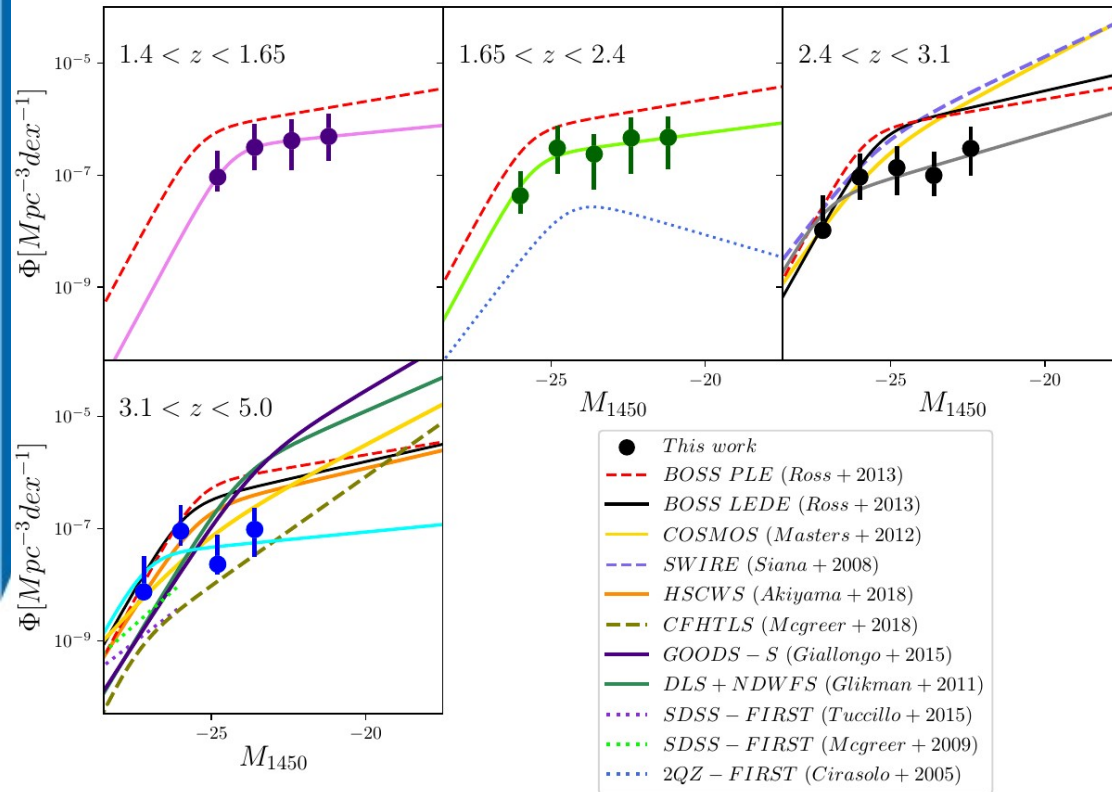 1.4 < z < 1.65
1.65 < z < 2.4
2.4 < z < 3.1
10⁻⁵
10⁻⁷
10⁻⁹
Φ[Mpc⁻³dex⁻¹]
−25
−20
−25
−20
M₁₄₅₀
M₁₄₅₀
3.1 < z < 5.0
10⁻⁵
10⁻⁷
10⁻⁹
Φ[Mpc⁻³dex⁻¹]
−25
−20
M₁₄₅₀
This work
BOSS PLE (Ross + 2013)
BOSS LEDE (Ross + 2013)
COSMOS (Masters + 2012)
SWIRE (Siana + 2008)
HSCWS (Akiyama + 2018)
CFHTLS (Mcgreer + 2018)
GOODS − S (Giallongo + 2015)
DLS + NDWFS (Glikman + 2011)
SDSS − FIRST (Tuccillo + 2015)
SDSS − FIRST (Mcgreer + 2009)
2QZ − FIRST (Cirasolo + 2005)